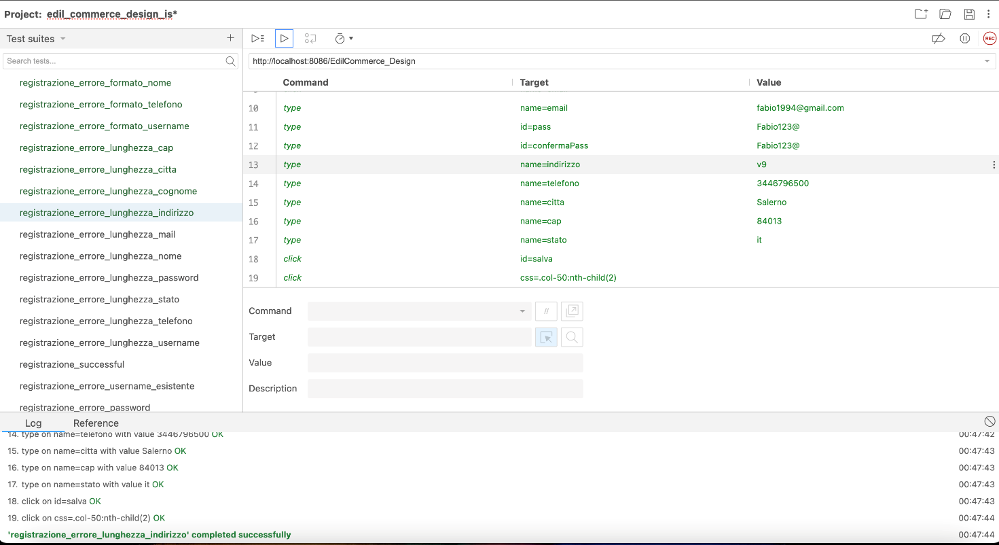 Project: edil_commerce_design_is*
Test suites
Search tests...
registrazione_errore_formato_nome
registrazione_errore_formato_telefono
registrazione_errore_formato_username
registrazione_errore_lunghezza_cap
registrazione_errore_lunghezza_citta
registrazione_errore_lunghezza_cognome
registrazione_errore_lunghezza_indirizzo
registrazione_errore_lunghezza_mail
registrazione_errore_lunghezza_nome
registrazione_errore_lunghezza_password
registrazione_errore_lunghezza_stato
registrazione_errore_lunghezza_telefono
registrazione_errore_lunghezza_username
registrazione_successful
registrazione_errore_username_esistente
registrazione_errore_password
REC
http://localhost:8086/EdilCommerce_Design
Command Target Value
10 type name=email fabio1994@gmail.com
11 type id=pass Fabio123@
12 type id=confermaPass Fabio123@
13 type name=indirizzo v9
14 type name=telefono 3446796500
15 type name=citta Salerno
16 type name=cap 84013
17 type name=stato it
18 click id=salva
19 click css=.col-50:nth-child(2)
Command //
Target
Value
Description
Log Reference
14. type on name=telefono with value 3446796500 OK 00:47:42
15. type on name=citta with value Salerno OK 00:47:43
16. type on name=cap with value 84013 OK 00:47:43
17. type on name=stato with value it OK 00:47:43
18. click on id=salva OK 00:47:43
19. click on css=.col-50:nth-child(2) OK 00:47:44
'registrazione_errore_lunghezza_indirizzo' completed successfully 00:47:44